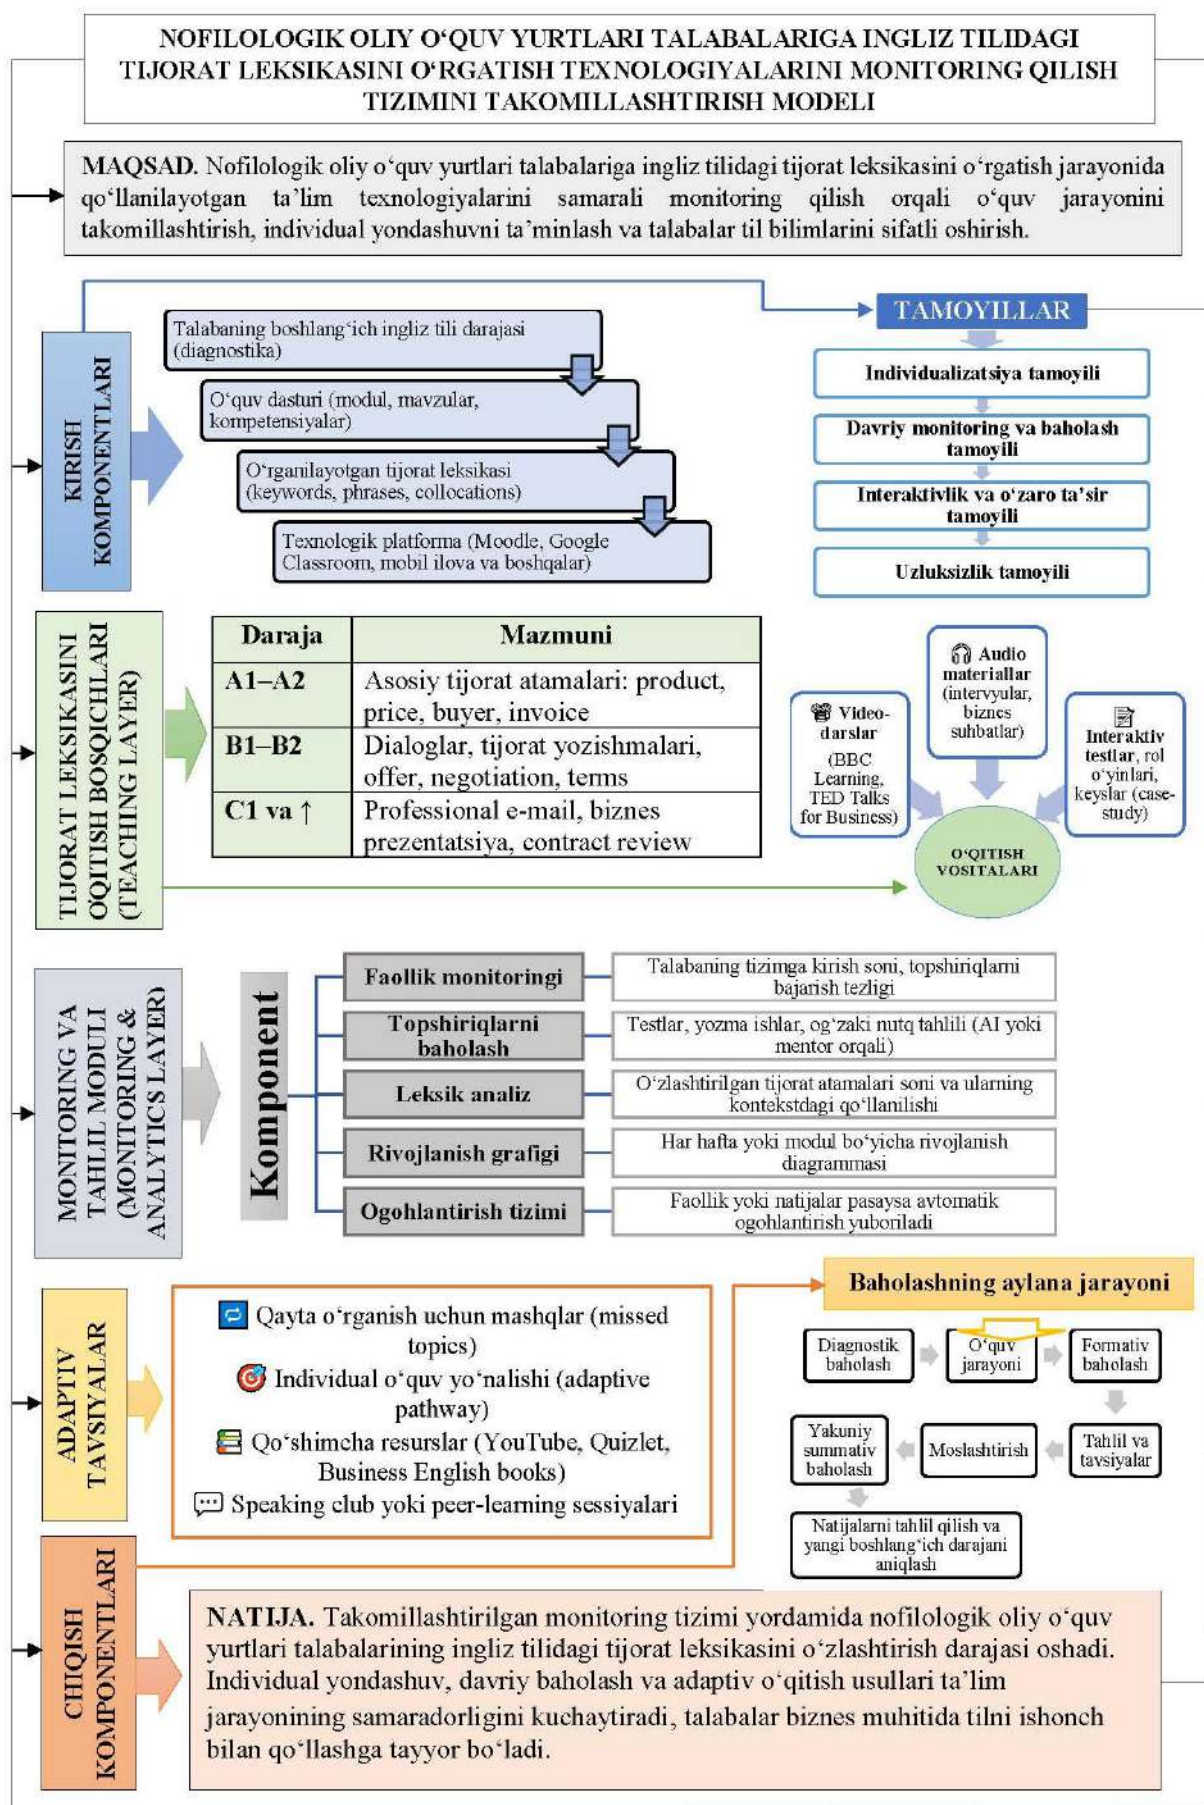 NOFILOLOGIK OLIY O‘QUV YURTLARI TALABALARIGA INGLIZ TILIDAGI
TIJORAT LEKSIKASINI O‘RGATISH TEXNOLOGIYALARINI MONITORING QILISH
TIZIMINI TAKOMILLASHTIRISH MODELI
MAQSAD. Nofilologik oliy o‘quv yurtlari talabalariga ingliz tilidagi tijorat leksikasini o‘rgatish jarayonida
qo‘llanilayotgan ta’lim texnologiyalarini samarali monitoring qilish orqali o‘quv jarayonini
takomillashtirish, individual yondashuvni ta’minlash va talabalar til bilimlarini sifatli oshirish.
KIRISH
KOMPONENTLARI
Talabaning boshlang‘ich ingliz tili darajasi
(diagnostika)
O‘quv dasturi (modul, mavzular,
kompetensiyalar)
O‘rganilayotgan tijorat leksikasi
(keywords, phrases, collocations)
Texnologik platforma (Moodle, Google
Classroom, mobil ilova va boshqalar)
TAMOYILLAR
Individualizatsiya tamoyili
Davriy monitoring va baholash
tamoyili
Interaktivlik va o‘zaro ta’sir
tamoyili
Uzluksizlik tamoyili
TIJORAT LEKSIKASINI
O‘QITISH BOSQICHLARI
(TEACHING LAYER)
Daraja Mazmuni
A1–A2 Asosiy tijorat atamalari: product,
price, buyer, invoice
B1–B2 Dialoglar, tijorat yozishmalari,
offer, negotiation, terms
C1 va ↑ Professional e-mail, biznes
prezentatsiya, contract review
Video-
darslar
(BBC
Learning,
TED Talks
for Business)
Audio
materiallar
(intervyular,
biznes
suhbatlar)
Interaktiv
testlar, rol
o‘yinlari,
keyslar (case-
study)
O‘QITISH
VOSITALARI
MONITORING VA
TAHLIL MODULI
(MONITORING &
ANALYTICS LAYER)
Komponent
Faollik monitoringi
Talabaning tizimga kirish soni, topshiriqlarni
bajarish tezligi
Topshiriqlarni
baholash
Testlar, yozma ishlar, og‘zaki nutq tahlili (AI yoki
mentor orqali)
Leksik analiz
O‘zlashtirilgan tijorat atamalari soni va ularning
kontekstdagi qo‘llanilishi
Rivojlanish grafigi
Har hafta yoki modul bo‘yicha rivojlanish
diagrammasi
Ogohlantirish tizimi
Faollik yoki natijalar pasaysa avtomatik
ogohlantirish yuboriladi
ADAPTIV
TAVSIYALAR
Qayta o‘rganish uchun mashqlar (missed
topics)
Individual o‘quv yo‘nalishi (adaptive
pathway)
Qo‘shimcha resurslar (YouTube, Quizlet,
Business English books)
Speaking club yoki peer-learning sessiyalari
Baholashning aylana jarayoni
Diagnostik
baholash
O‘quv
jarayoni
Formativ
baholash
Tahlil va
tavsiyalar
Moslashtirish
Yakuniy
summativ
baholash
Natijalarni tahlil qilish va
yangi boshlang‘ich darajani
aniqlash
CHIQISH
KOMPONENTLARI
NATIJA. Takomillashtirilgan monitoring tizimi yordamida nofilologik oliy o‘quv
yurtlari talabalarining ingliz tilidagi tijorat leksikasini o‘zlashtirish darajasi oshadi.
Individual yondashuv, davriy baholash va adaptiv o‘qitish usullari ta’lim
jarayonining samaradorligini kuchaytiradi, talabalar biznes muhitida tilni ishonch
bilan qo‘llashga tayyor bo‘ladi.